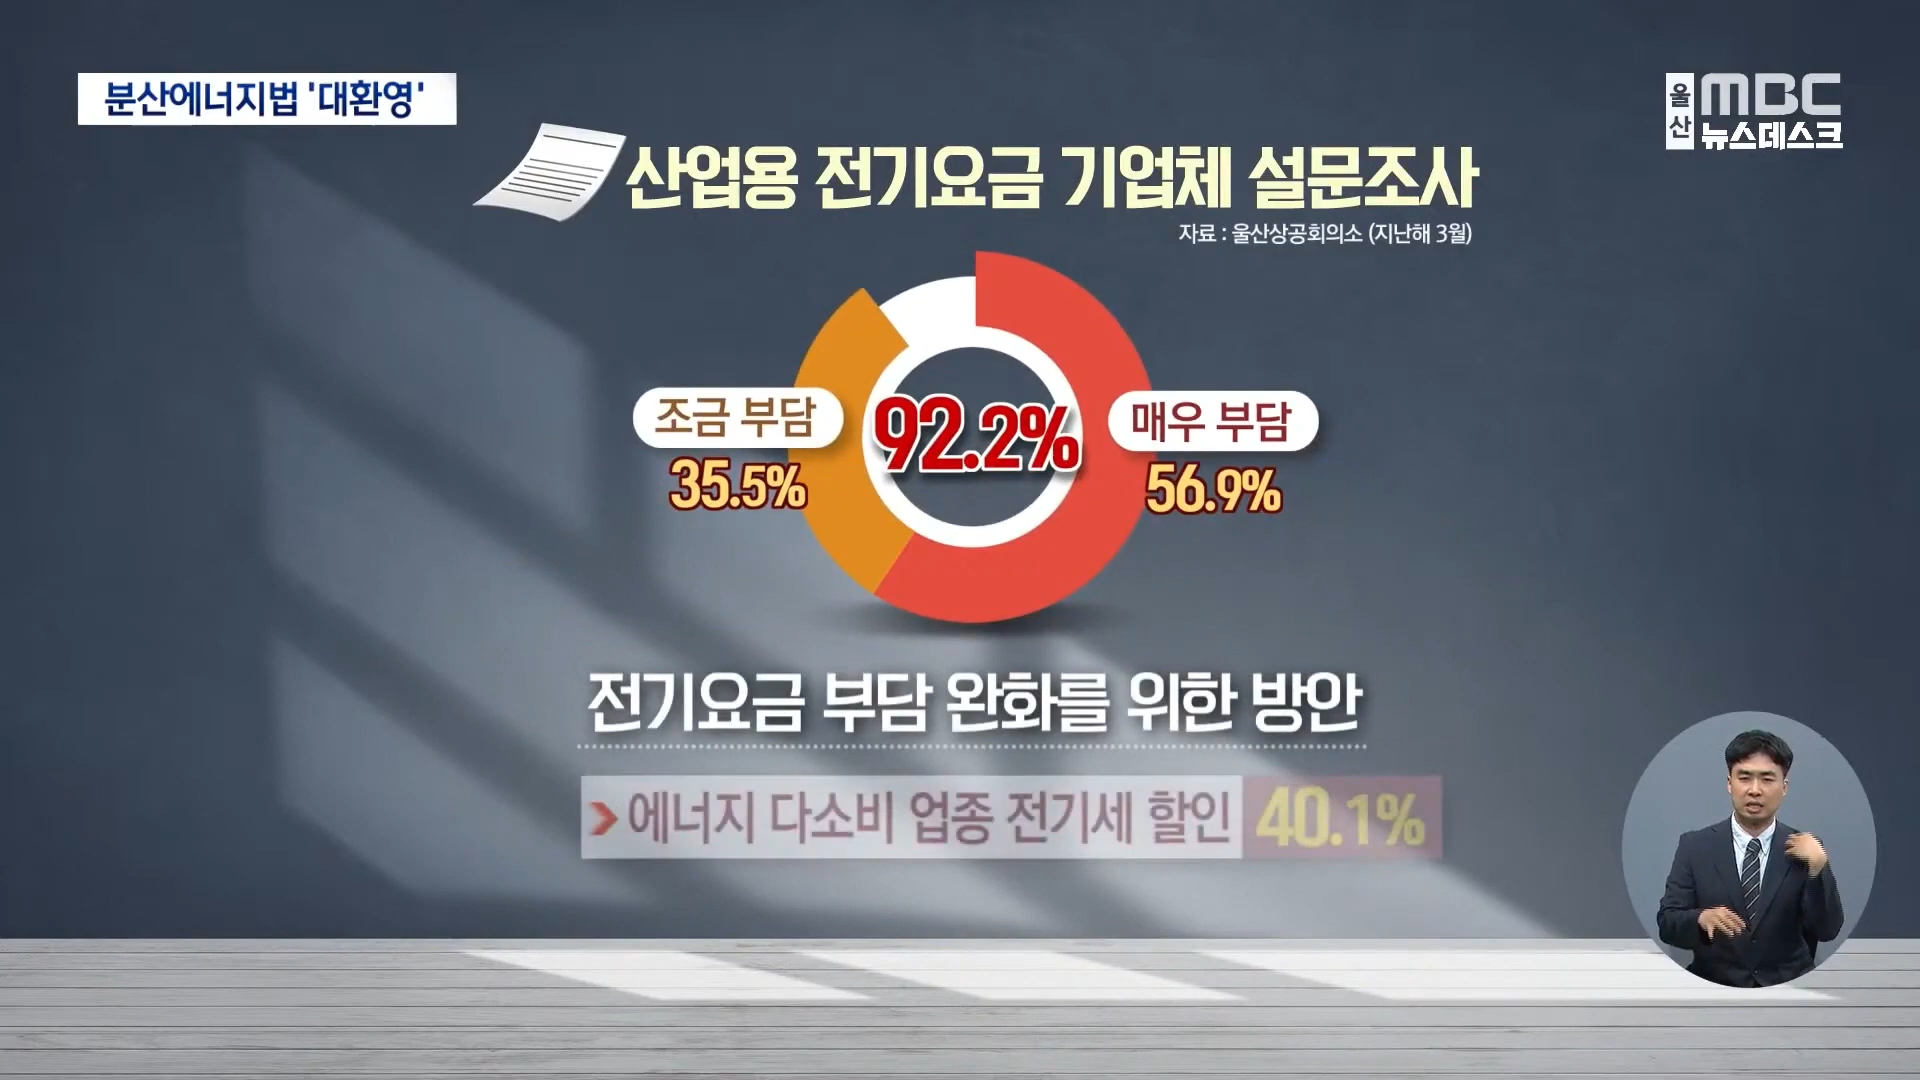 분산에너지법 '대환영'
울산 MBC
뉴스데스크
산업용 전기요금 기업체 설문조사
자료 : 울산상공회의소 (지난해 3월)
조금 부담
35.5%
92.2%
매우 부담
56.9%
전기요금 부담 완화를 위한 방안
에너지 다소비 업종 전기세 할인 40.1%